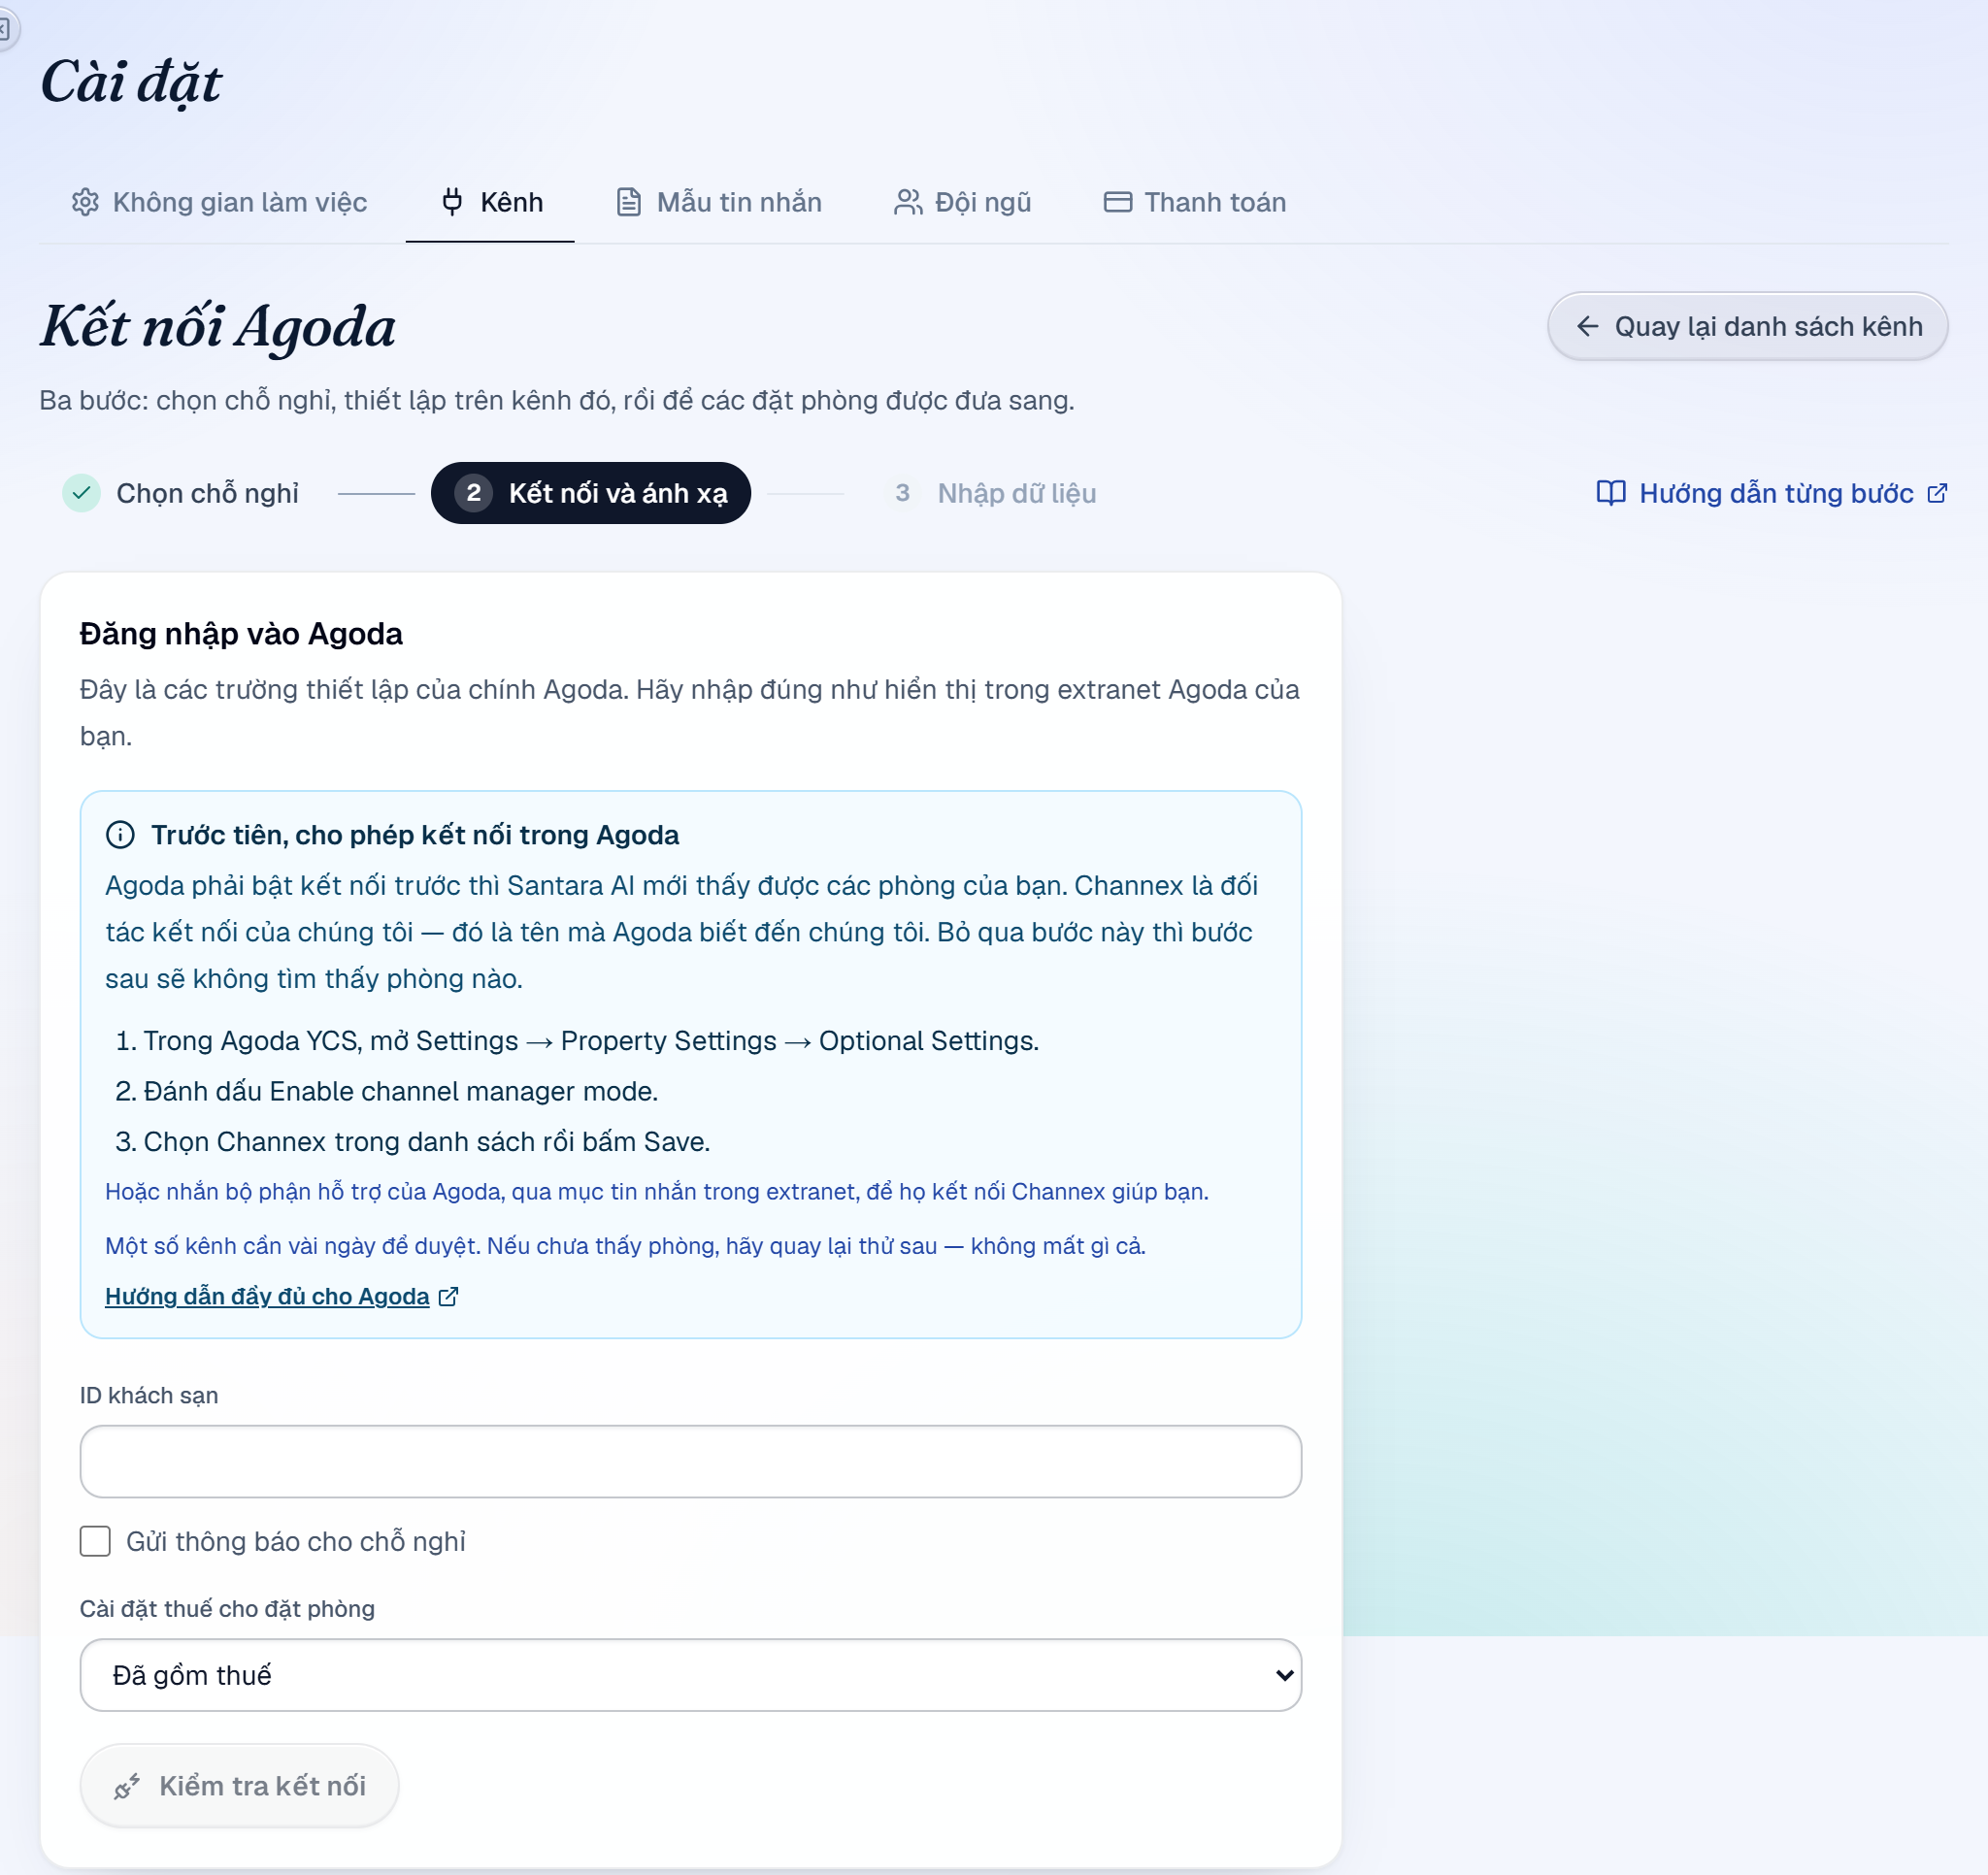 Cài đặt
Không gian làm việc
Kênh
Mẫu tin nhắn
Đội ngũ
Thanh toán
Kết nối Agoda
Quay lại danh sách kênh
Ba bước: chọn chỗ nghỉ, thiết lập trên kênh đó, rồi để các đặt phòng được đưa sang.
Chọn chỗ nghỉ
2 Kết nối và ánh xạ
3 Nhập dữ liệu
Hướng dẫn từng bước
Đăng nhập vào Agoda
Đây là các trường thiết lập của chính Agoda. Hãy nhập đúng như hiển thị trong extranet Agoda của
bạn.
Trước tiên, cho phép kết nối trong Agoda
Agoda phải bật kết nối trước thì Santara AI mới thấy được các phòng của bạn. Channex là đối
tác kết nối của chúng tôi — đó là tên mà Agoda biết đến chúng tôi. Bỏ qua bước này thì bước
sau sẽ không tìm thấy phòng nào.
1. Trong Agoda YCS, mở Settings → Property Settings → Optional Settings.
2. Đánh dấu Enable channel manager mode.
3. Chọn Channex trong danh sách rồi bấm Save.
Hoặc nhắn bộ phận hỗ trợ của Agoda, qua mục tin nhắn trong extranet, để họ kết nối Channex giúp bạn.
Một số kênh cần vài ngày để duyệt. Nếu chưa thấy phòng, hãy quay lại thử sau — không mất gì cả.
Hướng dẫn đầy đủ cho Agoda
ID khách sạn
Gửi thông báo cho chỗ nghỉ
Cài đặt thuế cho đặt phòng
Đã gồm thuế
Kiểm tra kết nối